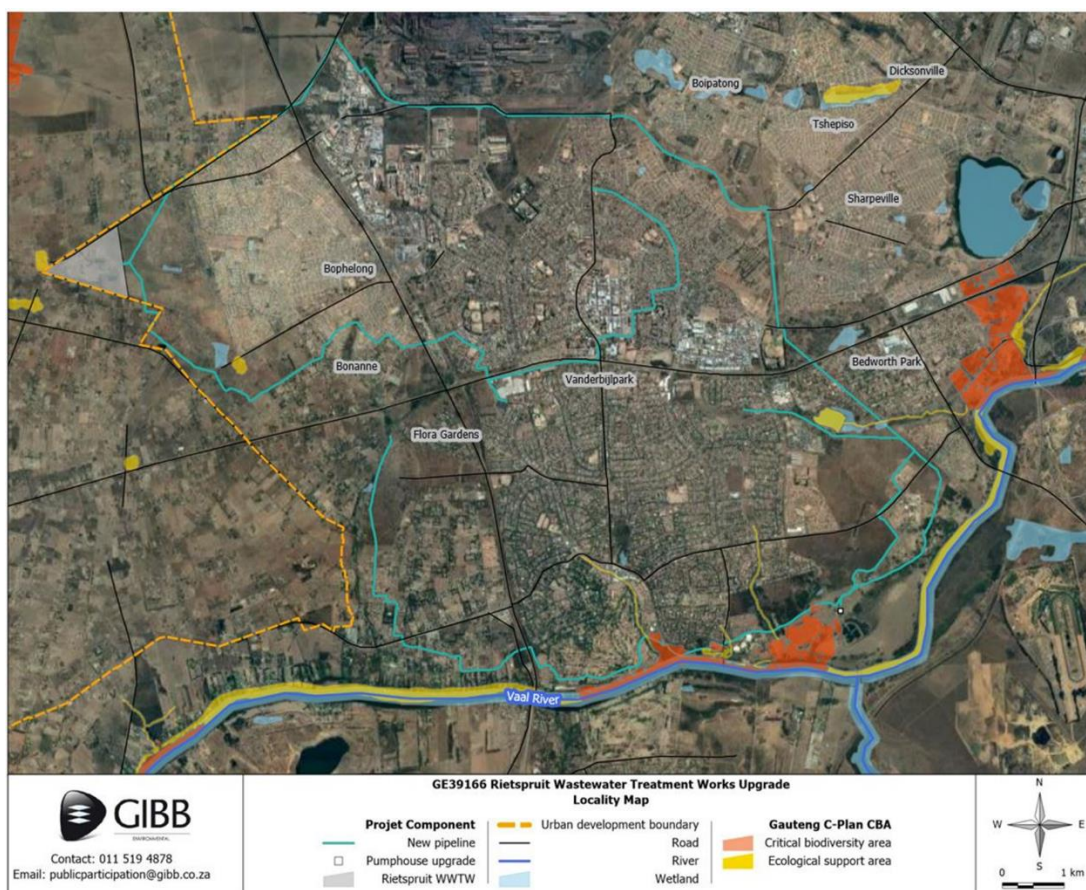 Dicksonville
Boipatong
Tshepiso
Sharpeville
Bophelong
Bedworth Park
Bonanne
Vanderbijlpark
Flora Gardens
Vaal River
GIBB
ENVIRONMENTAL
Contact: 011 519 4878
Email: publicparticipation@gibb.co.za
GE39166 Rietspruit Wastewater Treatment Works Upgrade
Locality Map
Projet Component
New pipeline
Pumphouse upgrade
Rietspruit WWTW
Urban development boundary
Road
River
Wetland
Gauteng C-Plan CBA
Critical biodiversity area
Ecological support area
N
W
E
S
0 1 km